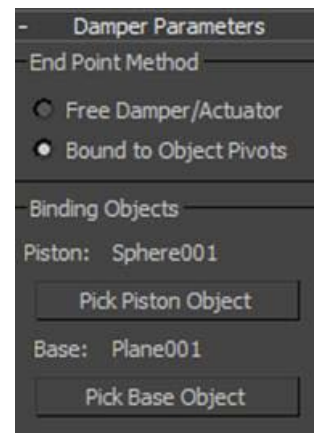 - Damper Parameters
End Point Method
Free Damper/Actuator
Bound to Object Pivots
Binding Objects
Piston: Sphere001
Pick Piston Object
Base: Plane001
Pick Base Object